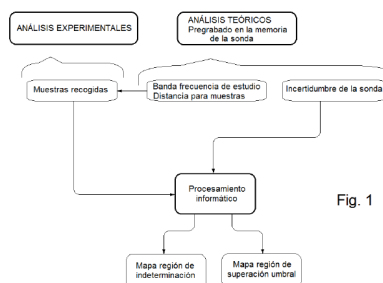 ANÁLISIS EXPERIMENTALES
ANÁLISIS TEÓRICOS
Pregrabado en la memoria
de la sonda
Muestras recogidas
Banda frecuencia de estudio
Distancia para muestras
Incertidumbre de la sonda
Procesamiento
informático
Fig. 1
Mapa región de
indeterminación
Mapa región de
superación umbral